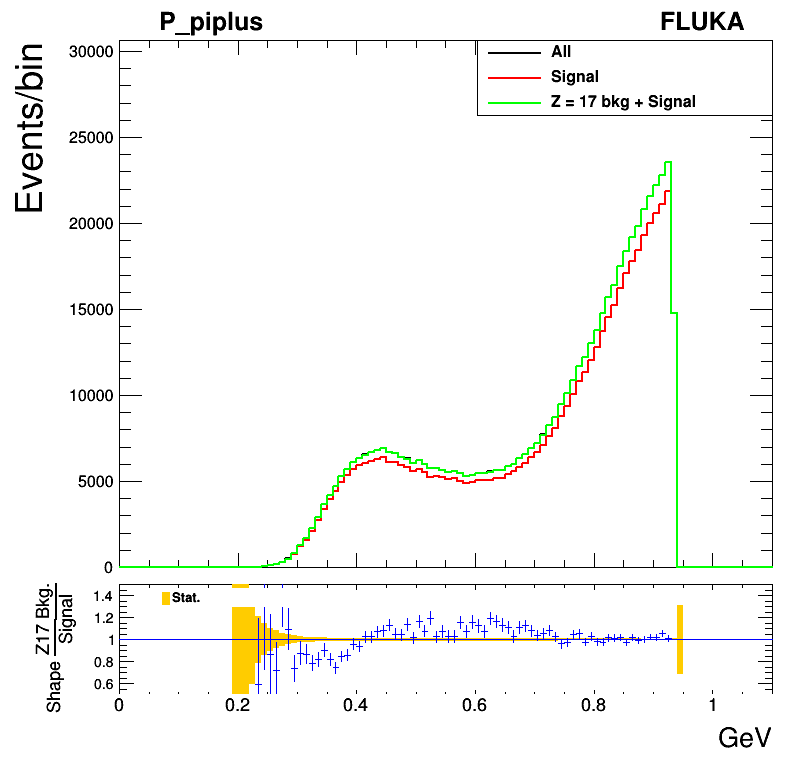 P_piplus FLUKA
Events/bin
30000
25000
20000
15000
10000
5000
0
All
Signal
Z = 17 bkg + Signal
Shape Z17 Bkg.
Signal
1.4
1.2
1
0.8
0.6
Stat.
0 0.2 0.4 0.6 0.8 1
GeV